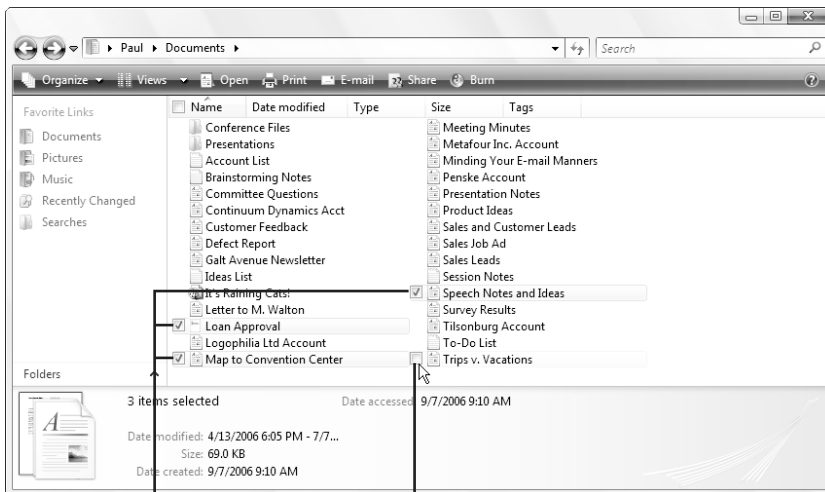 Paul Documents
Search
Organize Views Open Print E-mail Share Burn
Favorite Links
Documents
Pictures
Music
Recently Changed
Searches
Folders
Name Date modified Type Size Tags
Conference Files
Presentations
Account List
Brainstorming Notes
Committee Questions
Continuum Dynamics Acct
Customer Feedback
Defect Report
Galt Avenue Newsletter
Ideas List
It's Raining Cats!
Letter to M. Walton
Loan Approval
Logophilia Ltd Account
Map to Convention Center
Meeting Minutes
Metafour Inc. Account
Minding Your E-mail Manners
Penske Account
Presentation Notes
Product Ideas
Sales and Customer Leads
Sales Job Ad
Sales Leads
Session Notes
Speech Notes and Ideas
Survey Results
Tilsonburg Account
To-Do List
Trips v. Vacations
3 items selected
Date accessed: 9/7/2006 9:10 AM
Date modified: 4/13/2006 6:05 PM - 7/7...
Size: 69.0 KB
Date created: 9/7/2006 9:10 AM